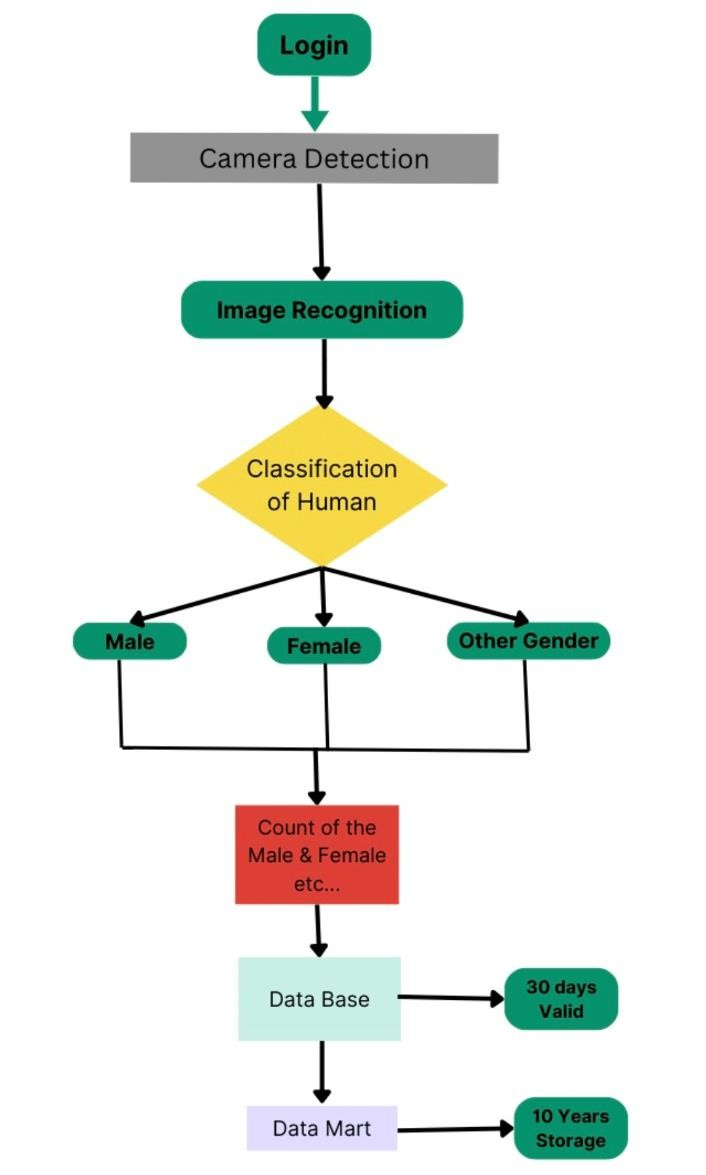 Login
Camera Detection
Image Recognition
Classification
of Human
Male
Female
Other Gender
Count of the
Male & Female
etc...
Data Base
30 days
Valid
Data Mart
10 Years
Storage